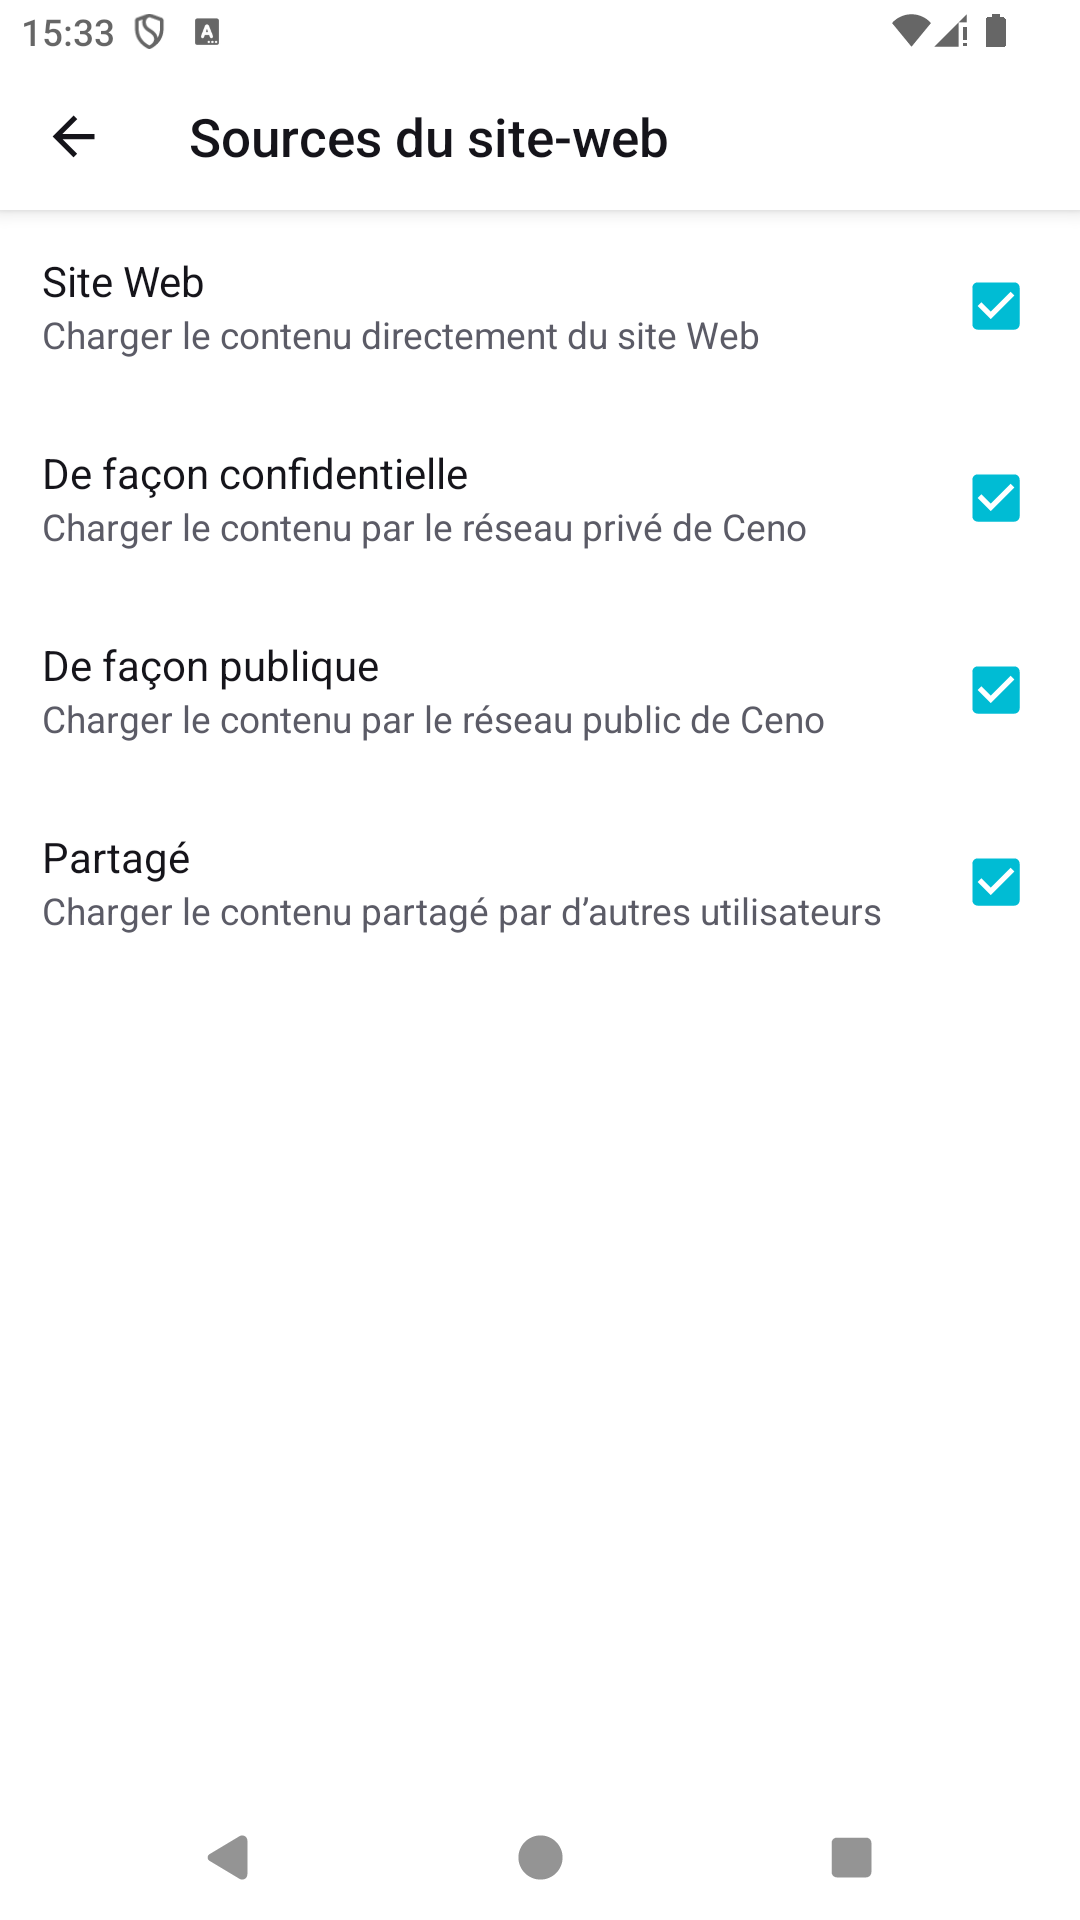 15:33
Sources du site-web
Site Web
Charger le contenu directement du site Web
De façon confidentielle
Charger le contenu par le réseau privé de Ceno
De façon publique
Charger le contenu par le réseau public de Ceno
Partagé
Charger le contenu partagé par d’autres utilisateurs